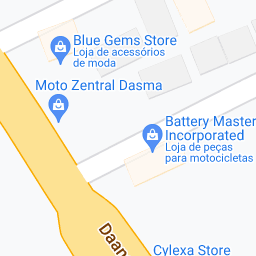 Blue Gems Store
Loja de acessórios
de moda
Moto Zentral Dasma
Battery Master
Incorporated
Loja de peças
para motocicletas
Daan
Cylexa Store